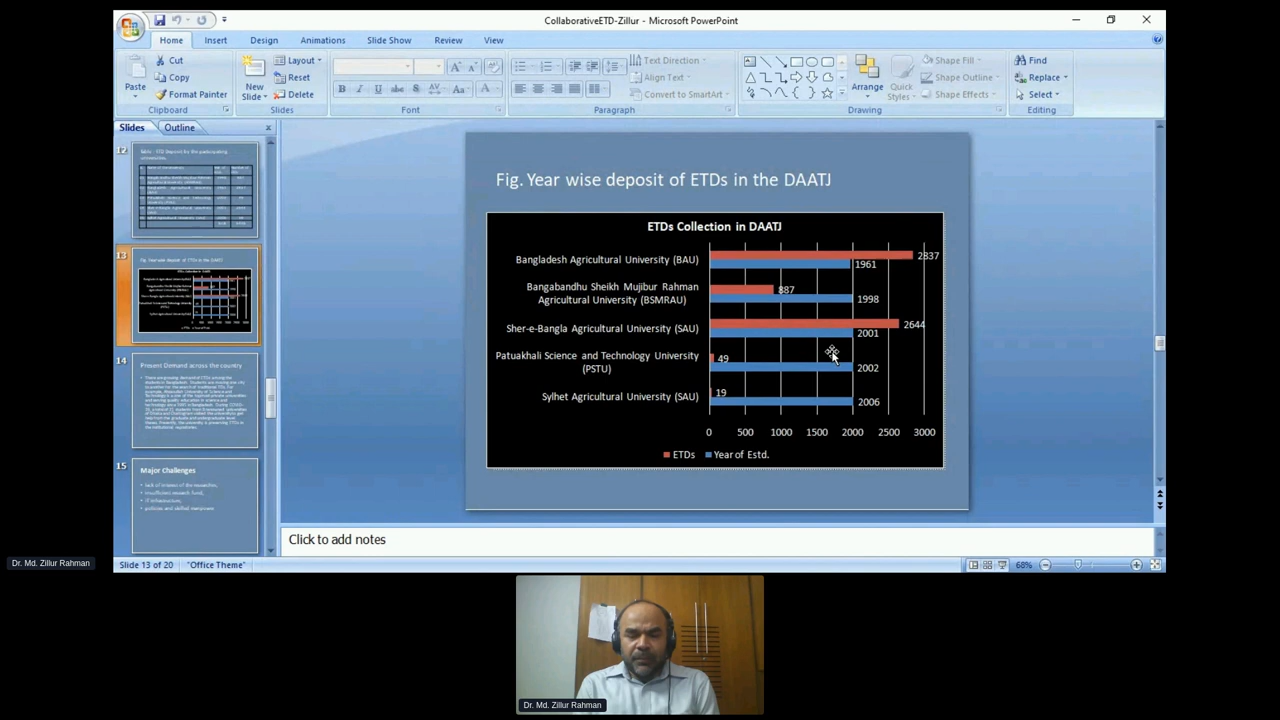 CollaborativeETD-Zillur - Microsoft PowerPoint
Home Insert Design Animations Slide Show Review View
Cut
Copy
Format Painter
Paste
Clipboard
New Slide
Layout
Reset
Delete
Slides
Font
Text Direction
Align Text
Convert to SmartArt
Paragraph
Arrange
Quick Styles
Shape Fill
Shape Outline
Shape Effects
Drawing
Find
Replace
Select
Editing
Slides Outline
12
13
14
Present Demand across the country
15
Major Challenges
Fig. Year wise deposit of ETDs in the DAATJ
ETDs Collection in DAATJ
Bangladesh Agricultural University (BAU)
2837
1961
Bangabandhu Sheikh Mujibur Rahman
Agricultural University (BSMRAU)
887
1998
Sher-e-Bangla Agricultural University (SAU)
2644
2001
Patuakhali Science and Technology University
(PSTU)
49
2002
Sylhet Agricultural University (SAU)
19
2006
0 500 1000 1500 2000 2500 3000
ETDs Year of Estd.
Click to add notes
Slide 13 of 20 "Office Theme" 68%
Dr. Md. Zillur Rahman
Dr. Md. Zillur Rahman